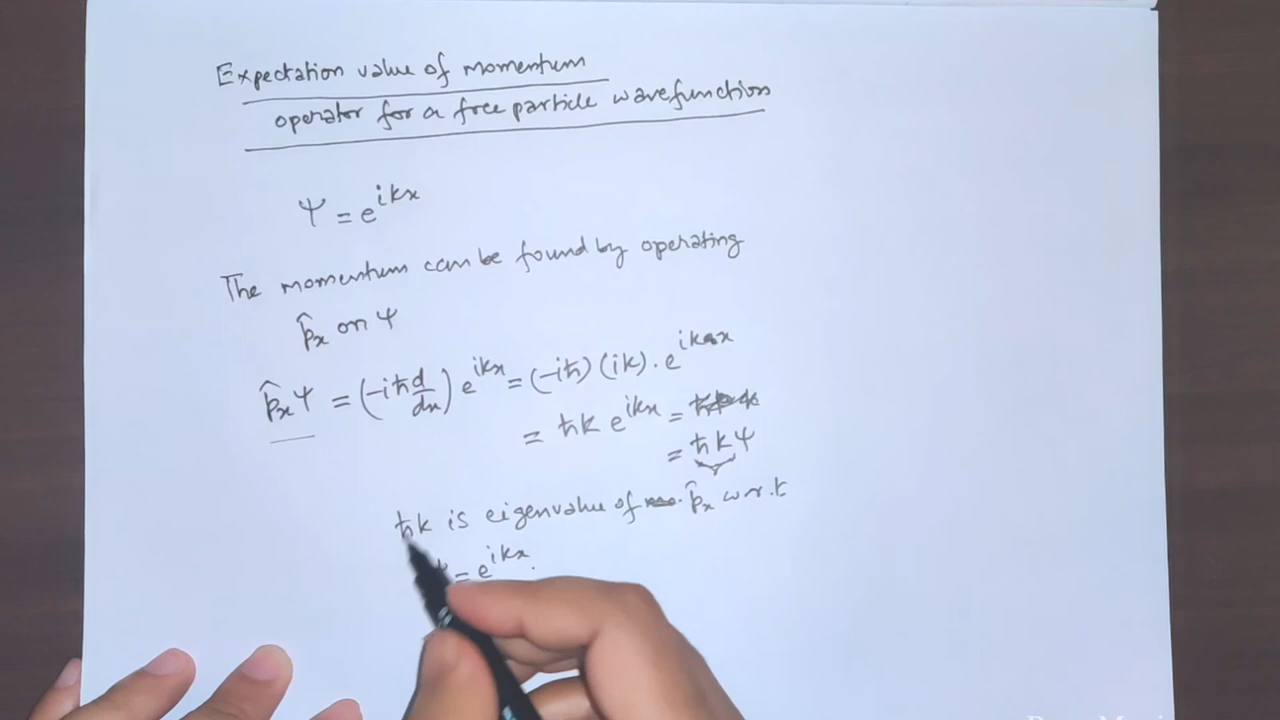 Expectation value of momentum
operator for a free particle wavefunction
Ψ = e^{ikx}
The momentum can be found by operating
p̂ₓ on Ψ
p̂ₓΨ = (-iħ d/dx) e^{ikx} = (-iħ) (ik) . e^{ikx}
= ħk e^{ikx} =
= ħkΨ
ħk is eigenvalue of p̂ₓ w.r.t
= e^{ikx}.